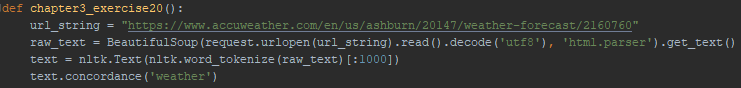 def chapter3_exercise20():
    url_string = "https://www.accuweather.com/en/us/ashburn/20147/weather-forecast/2160760"
    raw_text = BeautifulSoup(request.urlopen(url_string).read().decode('utf8'), 'html.parser').get_text()
    text = nltk.Text(nltk.word_tokenize(raw_text)[:1000])
    text.concordance('weather')